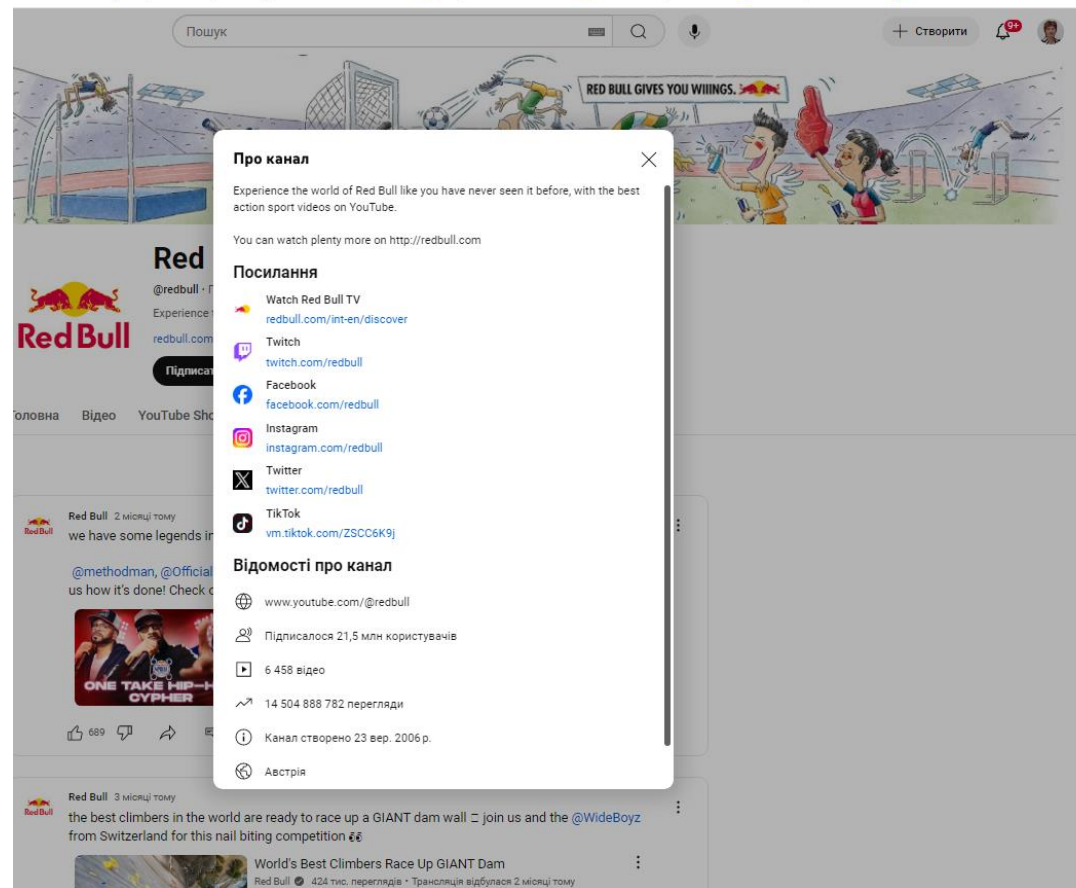 Пошук
Створити
9+
RED BULL GIVES YOU WIIINGS.
Про канал
Experience the world of Red Bull like you have never seen it before, with the best
action sport videos on YouTube.
You can watch plenty more on http://redbull.com
Посилання
Watch Red Bull TV
redbull.com/int-en/discover
Twitch
twitch.com/redbull
Facebook
facebook.com/redbull
Instagram
instagram.com/redbull
Twitter
twitter.com/redbull
TikTok
vm.tiktok.com/ZSCC6K9j
Відомості про канал
www.youtube.com/@redbull
Підписалося 21,5 млн користувачів
6 458 відео
14 504 888 782 перегляди
Канал створено 23 вер. 2006 р.
Австрія
Red Bull
Red
@redbull ·
Experience
redbull.com
Відео YouTube
Red Bull 2 місяці тому
Red Bull
we have some legends
@methodman,
us how it's done! Check
ONE TAKE
CYPHER
689
Red Bull 3 місяці тому
Red Bull
the best climbers in the world are ready to race up a GIANT dam wall join us and the @WideBoyz
from Switzerland for this nail biting competition 👀
World's Best Climbers Race Up GIANT Dam
Red Bull 424 тис. переглядів • Трансляція відбулася 2 місяці тому